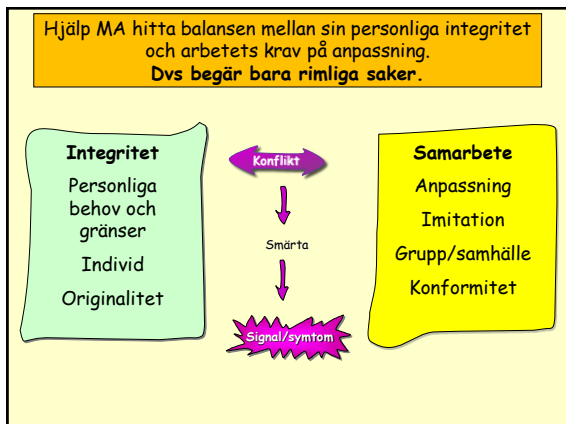 Hjälp MA hitta balansen mellan sin personliga integritet
och arbetets krav på anpassning.
Dvs begär bara rimliga saker.
Integritet
Personliga
behov och
gränser
Individ
Originalitet
Konflikt
Smärta
Signal/symtom
Samarbete
Anpassning
Imitation
Grupp/samhälle
Konformitet